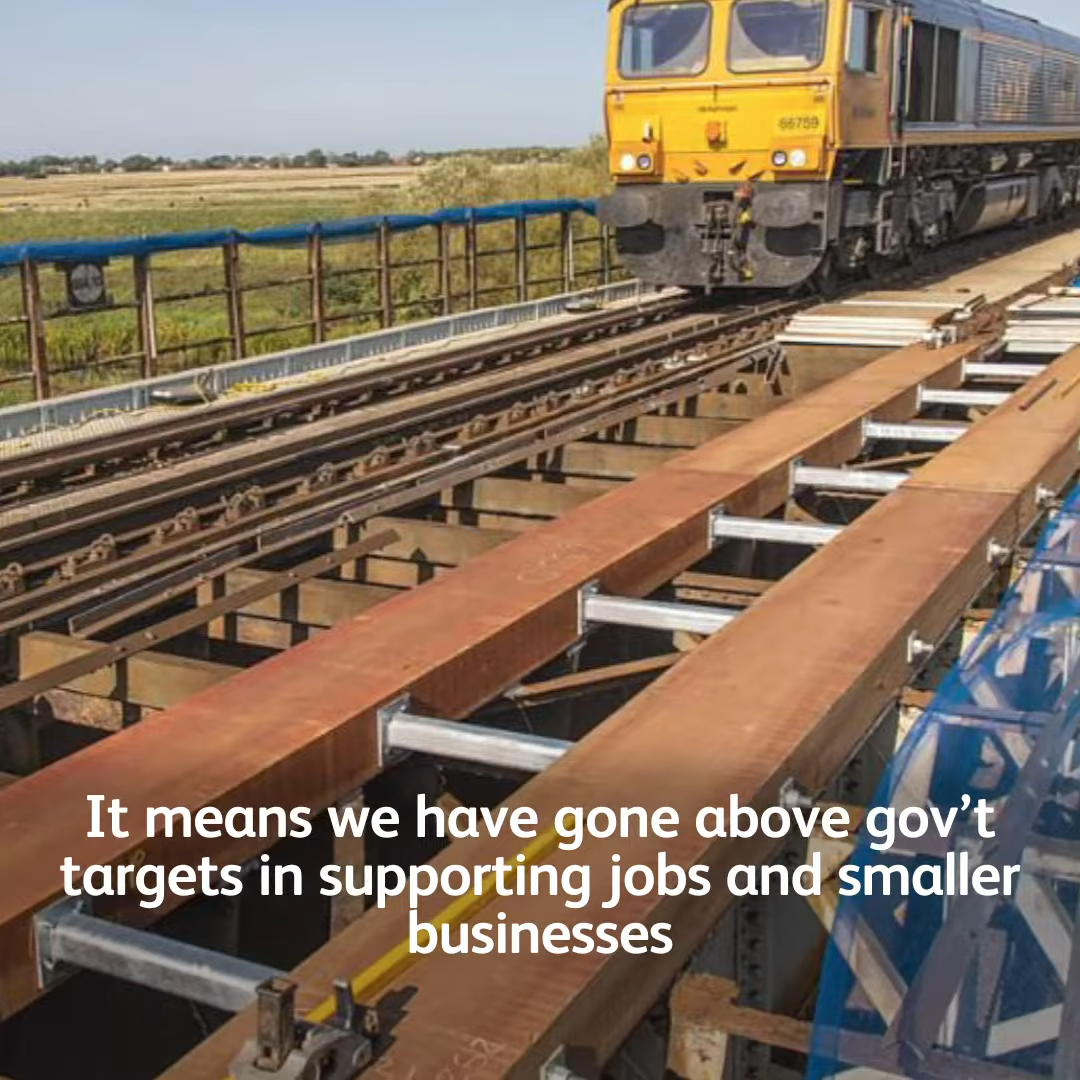 66759
It means we have gone above gov’t
targets in supporting jobs and smaller
businesses